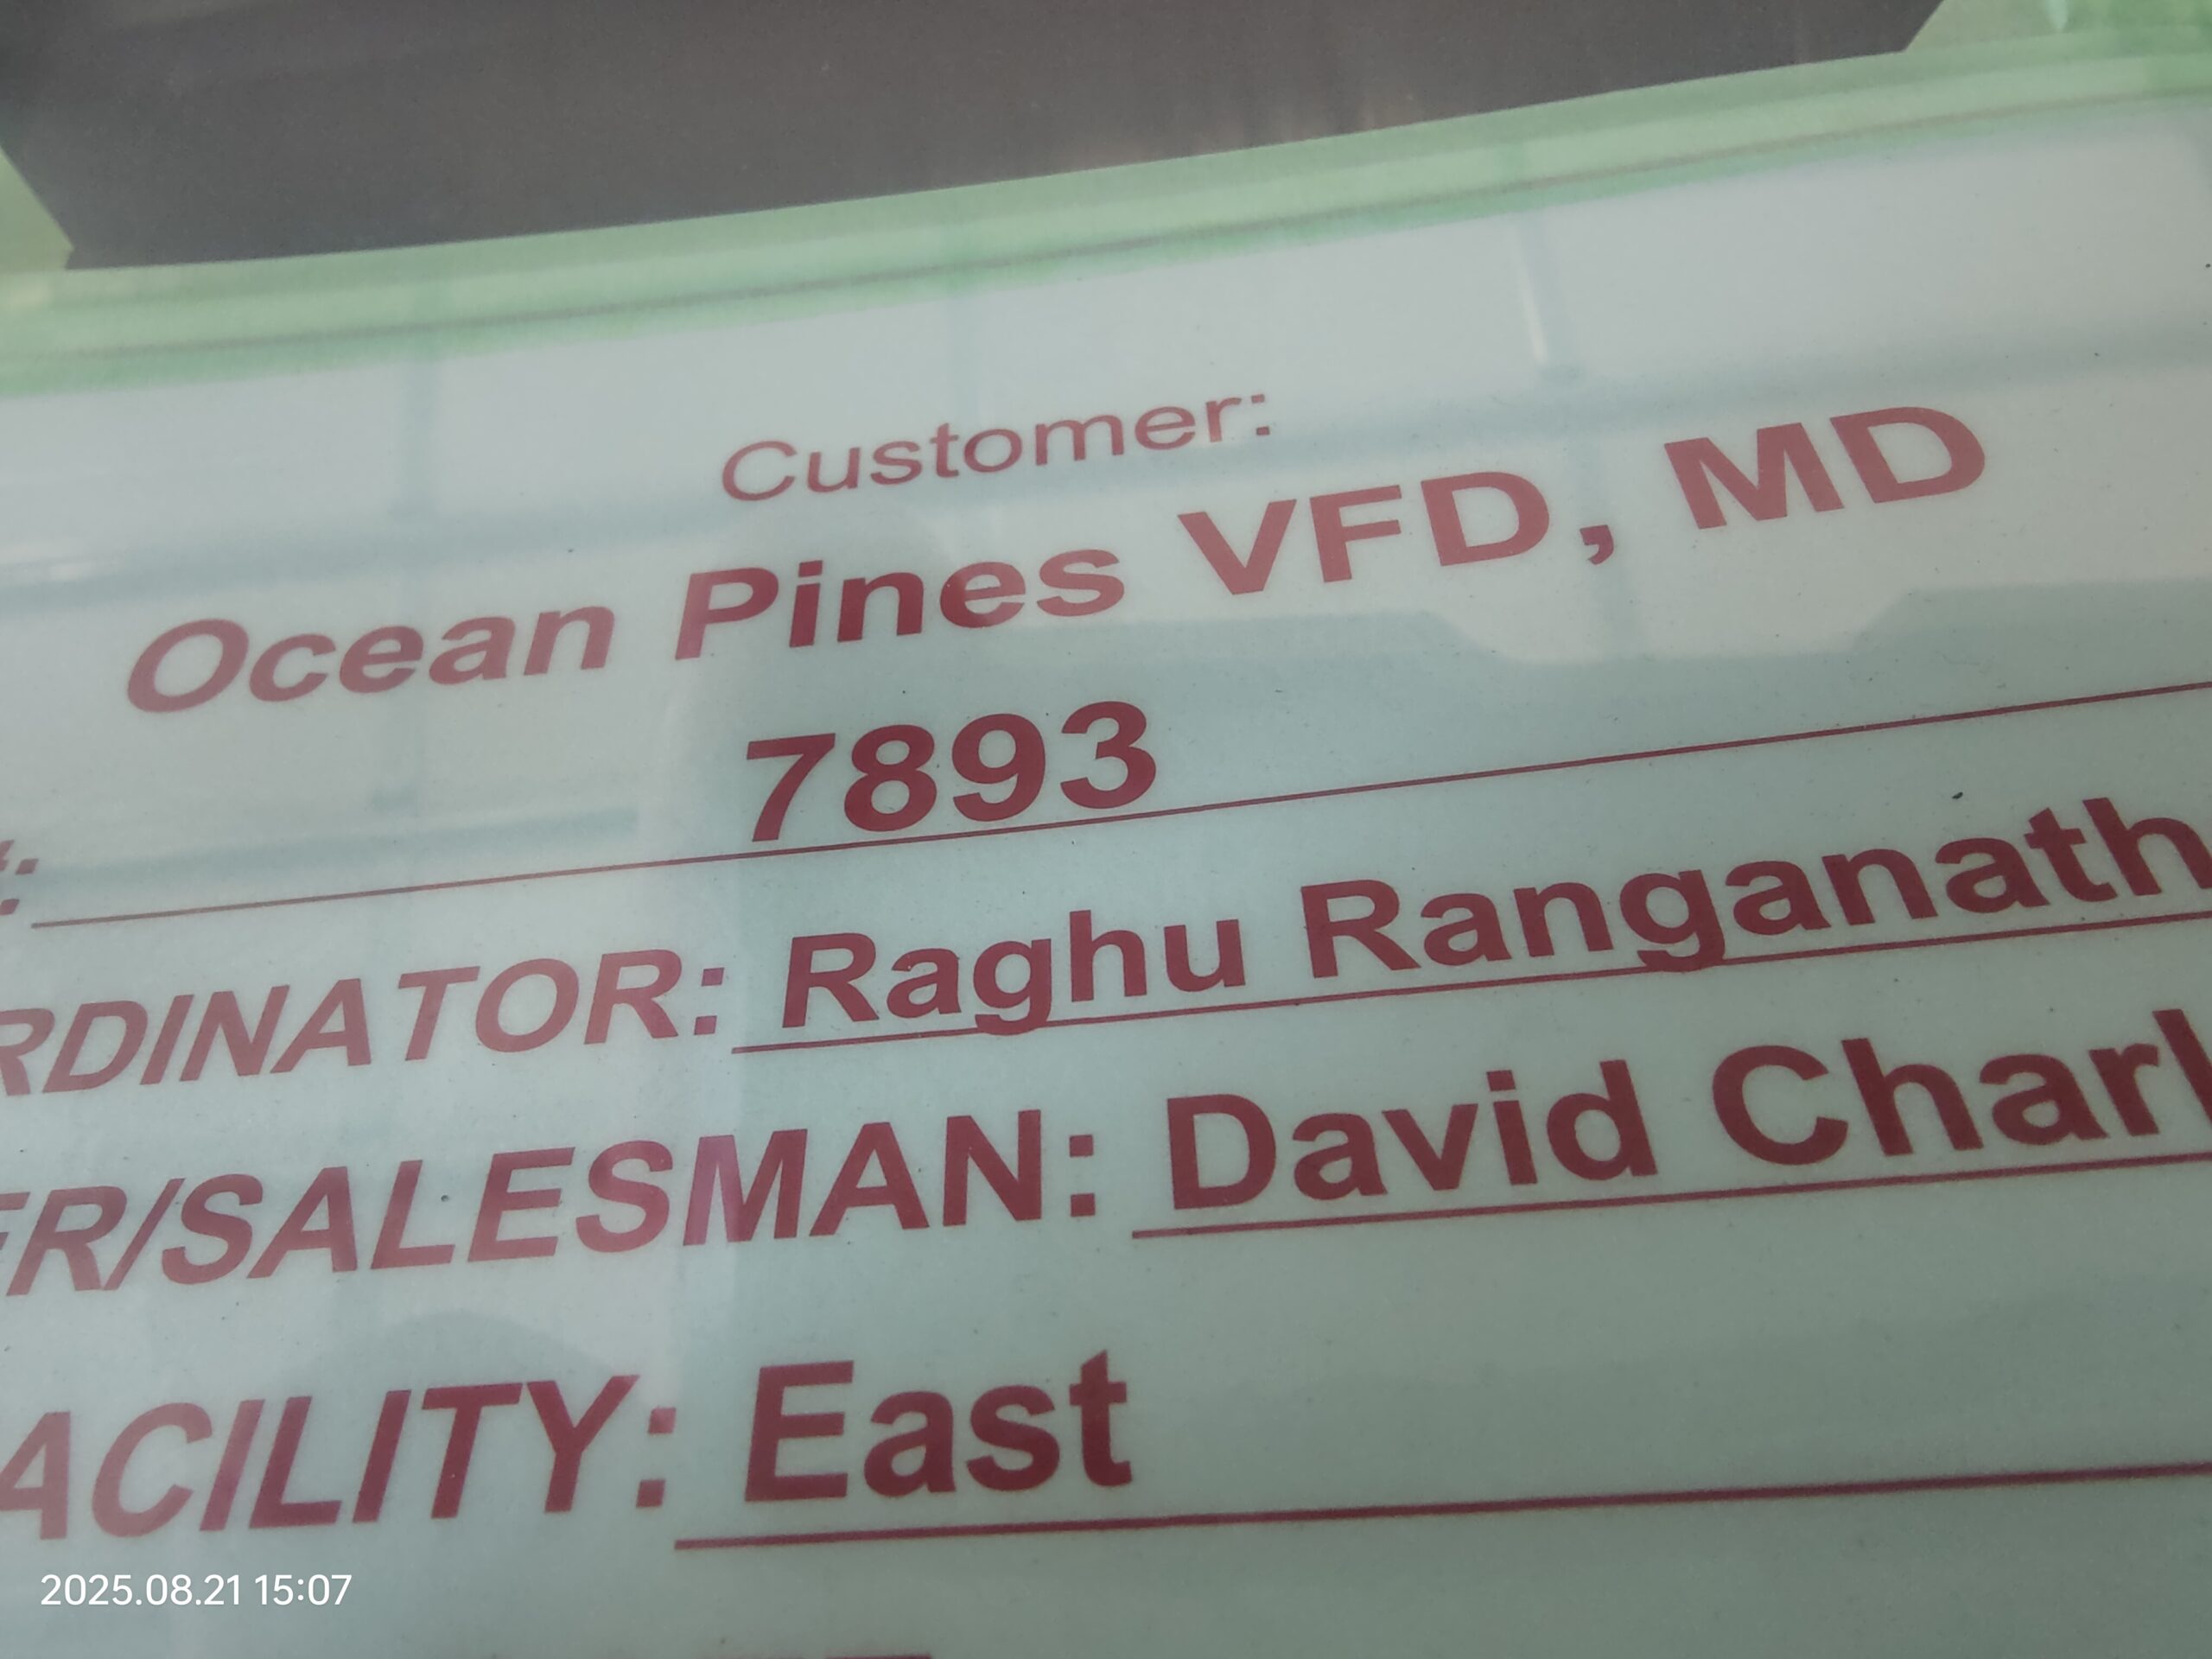 Customer:
Ocean Pines VFD, MD
7893
RDINATOR: Raghu Ranganath
ER/SALESMAN: David Charl
ACILITY: East
2025.08.21 15:07